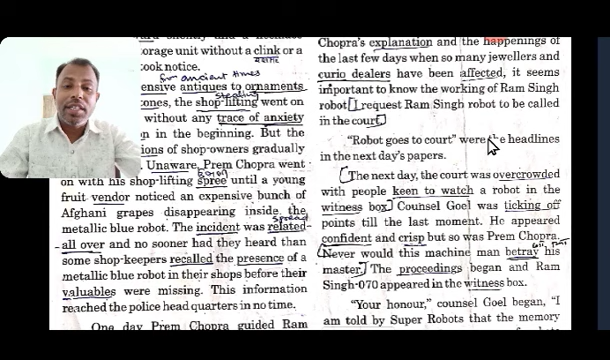 orage unit without a clink or a
ook notice.
for ancient times
ensive antiques to ornaments
stealing
ones, the shop-lifting went on
without any trace of anxiety
n in the beginning. But the
ions of shop-owners gradually
Unaware, Prem Chopra went
on with his shop-lifting spree until a young
fruit vendor noticed an expensive bunch of
Afghani grapes disappearing inside the
metallic blue robot. The incident was related
spread
all over and no sooner had they heard than
some shop-keepers recalled the presence of a
metallic blue robot in their shops before their
valuables were missing. This information
reached the police head quarters in no time.
One day Prem Chopra guided Ram
Chopra's explanation and the happenings of
the last few days when so many jewellers and
curio dealers have been affected, it seems
important to know the working of Ram Singh
robot [I request Ram Singh robot to be called
in the court]
"Robot goes to court" were the headlines
in the next day's papers.
[The next day, the court was overcrowded
with people keen to watch a robot in the
witness box] Counsel Goel was ticking off
points till the last moment. He appeared
confident and crisp but so was Prem Chopra.
[Never would this machine man betray his
master.] The proceedings began and Ram
Singh-070 appeared in the witness box.
"Your honour," counsel Goel began, "I
am told by Super Robots that the memory